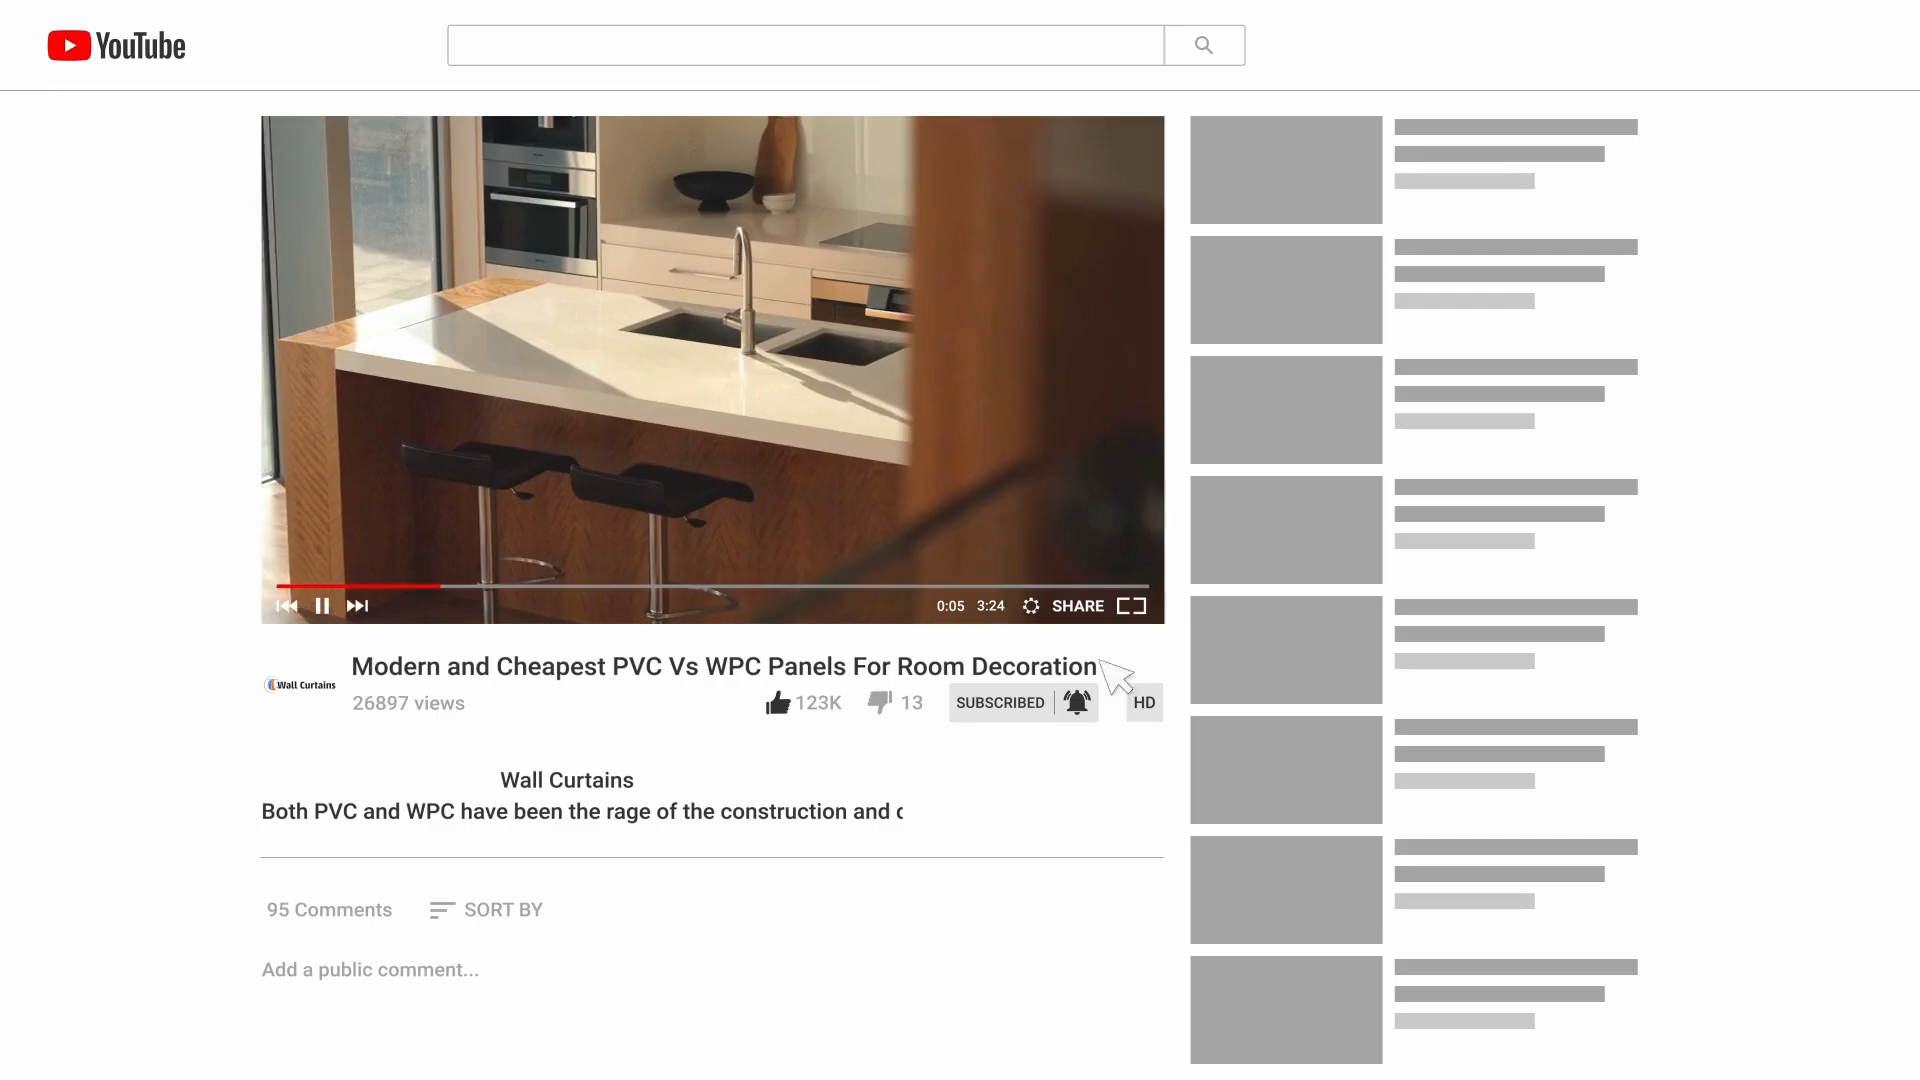 YouTube
0:05 3:24 SHARE
Modern and Cheapest PVC Vs WPC Panels For Room Decoration
Wall Curtains
26897 views 123K 13 SUBSCRIBED HD
Wall Curtains
Both PVC and WPC have been the rage of the construction and
95 Comments SORT BY
Add a public comment...